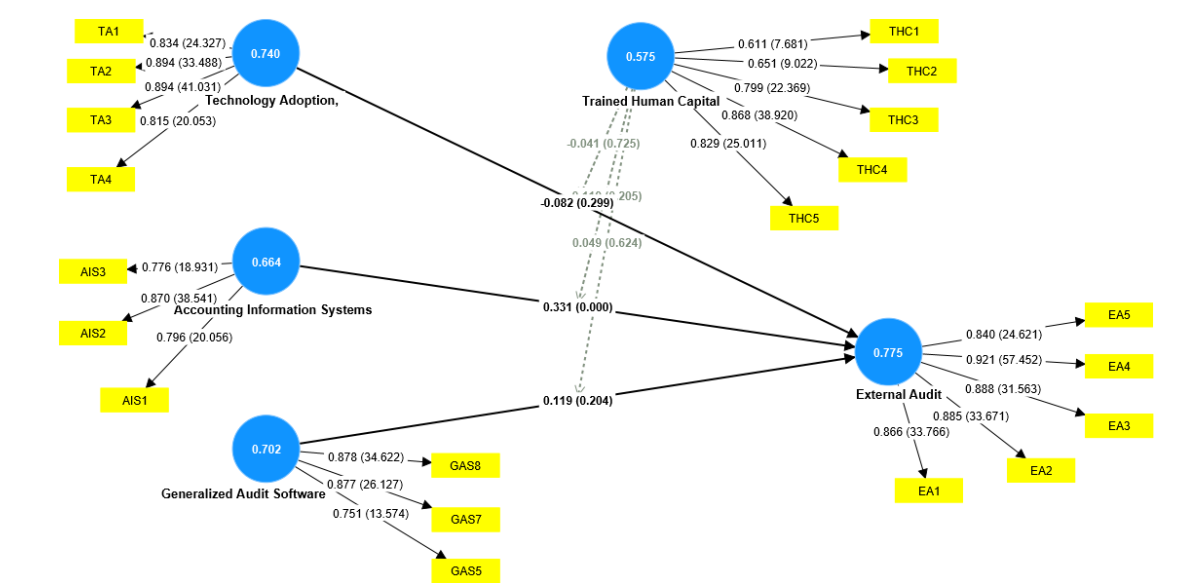 TA1
0.834 (24.327)
0.740
TA2
0.894 (33.488)
TA3
0.894 (41.031)
Technology Adoption,
0.815 (20.053)
TA4
0.575
Trained Human Capital
0.611 (7.681)
THC1
0.651 (9.022)
THC2
0.799 (22.369)
THC3
0.868 (38.920)
THC4
0.829 (25.011)
THC5
-0.041 (0.725)
0.205)
-0.082 (0.299)
0.049 (0.624)
0.664
AIS3
0.776 (18.931)
0.870 (38.541)
Accounting Information Systems
AIS2
0.796 (20.056)
AIS1
0.331 (0.000)
0.775
External Audit
0.840 (24.621)
EA5
0.921 (57.452)
EA4
0.888 (31.563)
EA3
0.885 (33.671)
EA2
0.866 (33.766)
EA1
0.119 (0.204)
0.702
Generalized Audit Software
0.878 (34.622)
GAS8
0.877 (26.127)
GAS7
0.751 (13.574)
GAS5